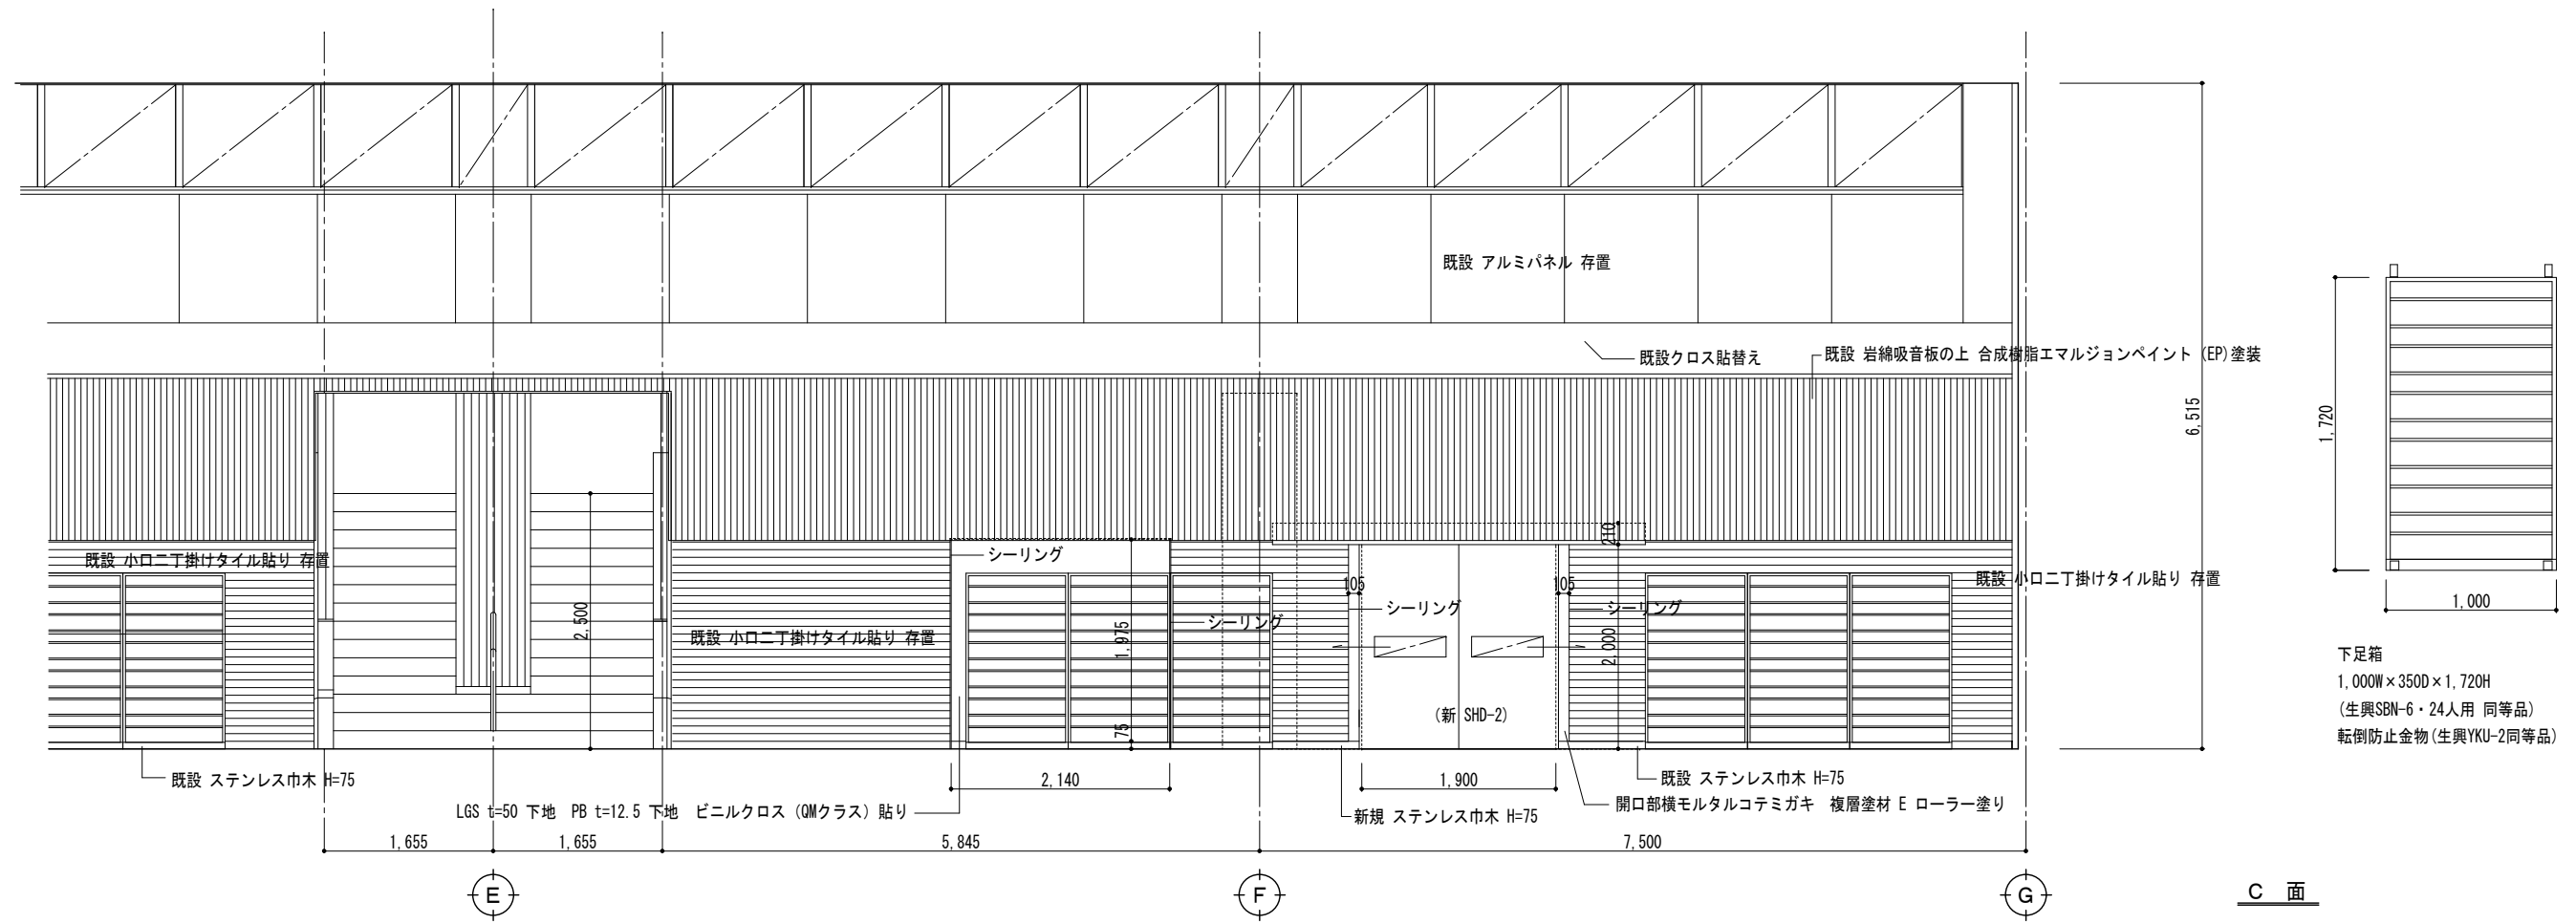 既設 アルミパネル 存置
既設クロス貼替え
既設 岩綿吸音板の上 合成樹脂エマルジョンペイント (EP)塗装
6,515
1,720
1,000
下足箱
1,000W×350D×1,720H
(生興SBN-6・24人用 同等品)
転倒防止金物(生興YKU-2同等品)
既設 小口二丁掛けタイル貼り 存置
2,500
既設 小口二丁掛けタイル貼り 存置
シーリング
1,975
75
シーリング
210
105
105
シーリング
シーリング
2,000
(新 SHD-2)
既設 小口二丁掛けタイル貼り 存置
既設 ステンレス巾木 H=75
2,140
1,900
既設 ステンレス巾木 H=75
LGS t=50 下地 PB t=12.5 下地 ビニルクロス (QMクラス) 貼り
新規 ステンレス巾木 H=75
開口部横モルタルコテミガキ 複層塗材 E ローラー塗り
1,655
1,655
5,845
7,500
E
F
G
C 面